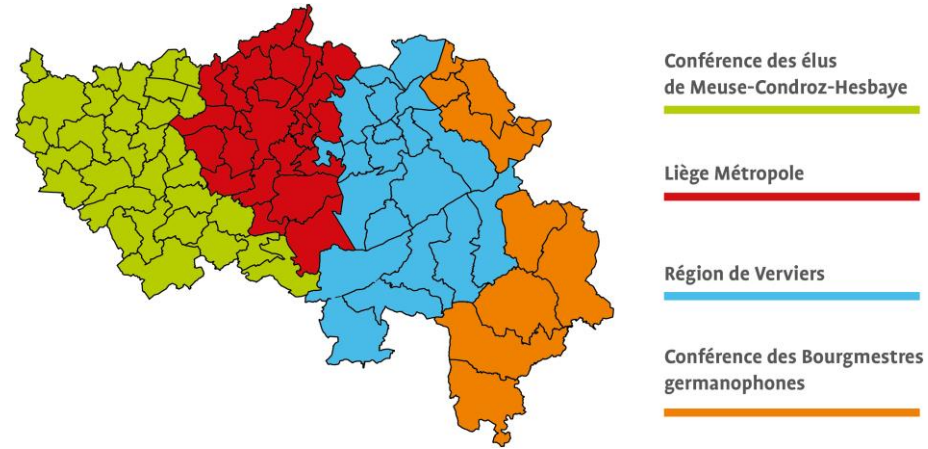 Conférence des élus
de Meuse-Condroz-Hesbaye
Liège Métropole
Région de Verviers
Conférence des Bourgmestres
germanophones